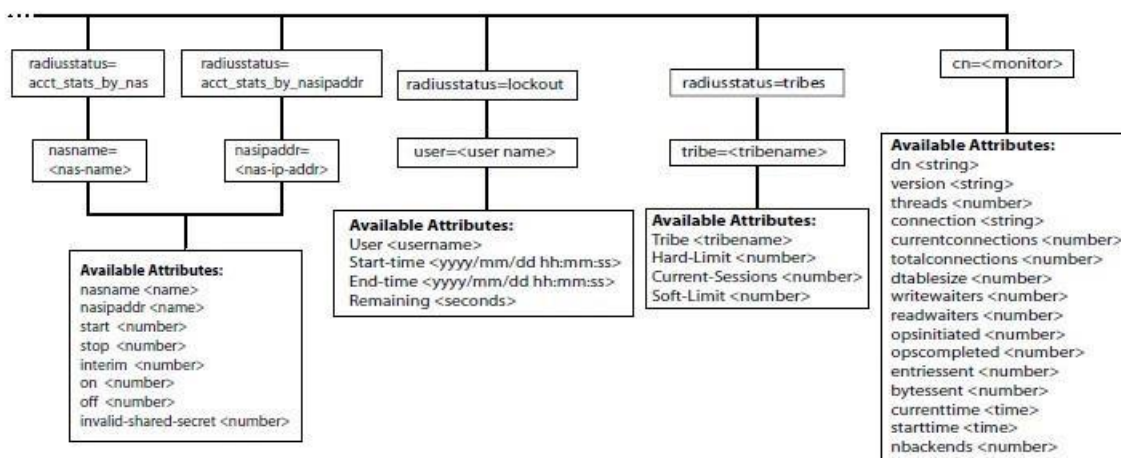 radiusstatus=
acct_stats_by_nas
radiusstatus=
acct_stats_by_nasipaddr
radiusstatus=lockout
radiusstatus=tribes
cn=<monitor>
nasname=
<nas-name>
nasipaddr=
<nas-ip-addr>
user=<user name>
tribe=<tribename>
Available Attributes:
nasname <name>
nasipaddr <name>
start <number>
stop <number>
interim <number>
on <number>
off <number>
invalid-shared-secret <number>
Available Attributes:
User <username>
Start-time <yyyy/mm/dd hh:mm:ss>
End-time <yyyy/mm/dd hh:mm:ss>
Remaining <seconds>
Available Attributes:
Tribe <tribename>
Hard-Limit <number>
Current-Sessions <number>
Soft-Limit <number>
Available Attributes:
dn <string>
version <string>
threads <number>
connection <string>
currentconnections <number>
totalconnections <number>
dtablesize <number>
writewaiters <number>
readwaiters <number>
opsinitiated <number>
opscompleted <number>
entriessent <number>
bytessent <number>
currenttime <time>
starttime <time>
nbackends <number>